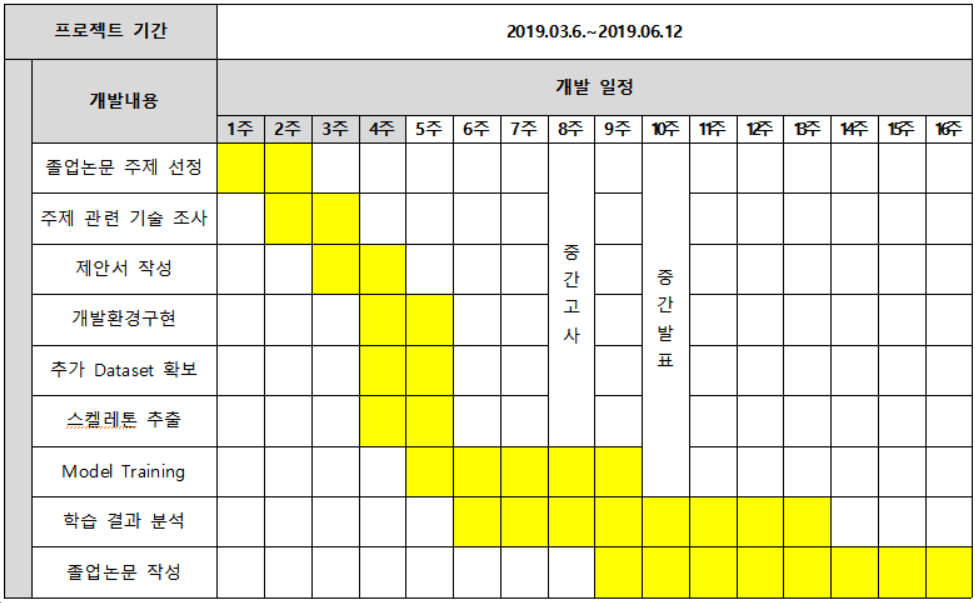 프로젝트 기간 2019.03.6.~2019.06.12
개발내용 개발 일정
1주 2주 3주 4주 5주 6주 7주 8주 9주 10주 11주 12주 13주 14주 15주 16주
졸업논문 주제 선정
주제 관련 기술 조사
제안서 작성
개발환경구현
추가 Dataset 확보
스켈레톤 추출
Model Training
학습 결과 분석
졸업논문 작성
중간고사
중간발표